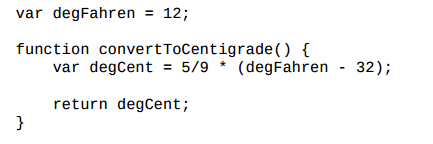 var degFahren = 12;
function convertToCentigrade() {
    var degCent = 5/9 * (degFahren - 32);
    return degCent;
}